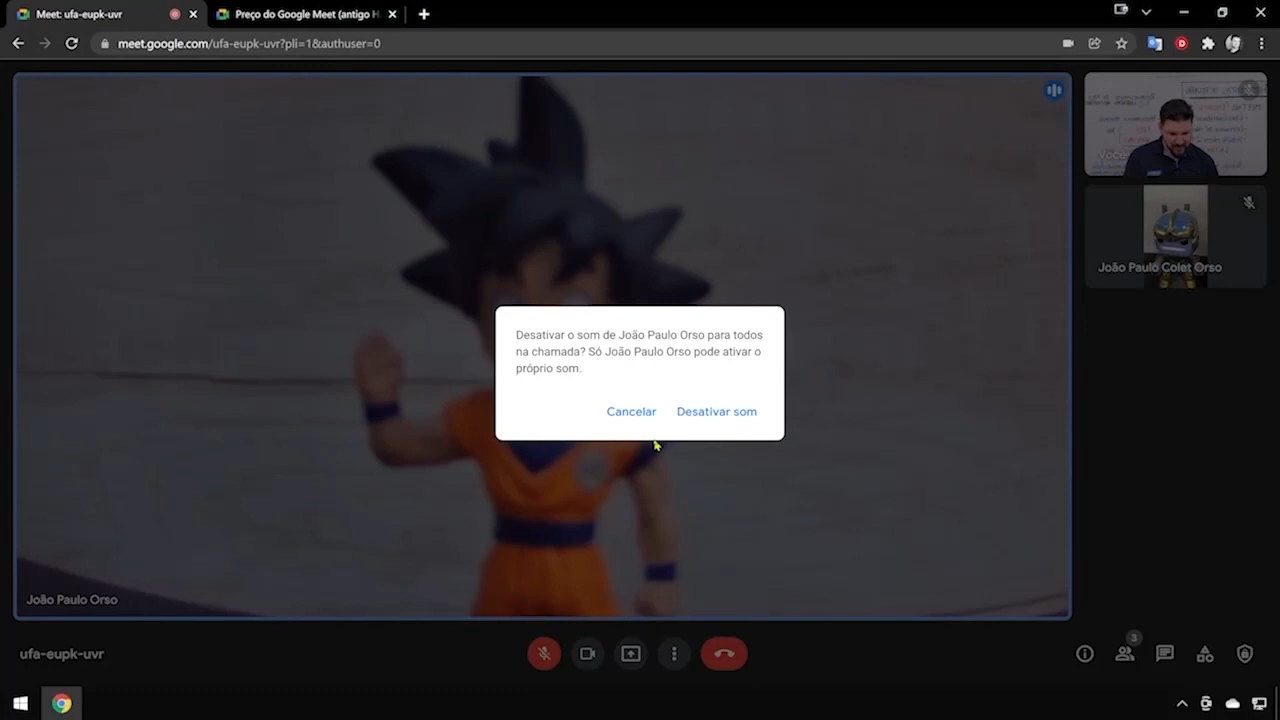 Meet: ufa-eupk-uvr
Preço do Google Meet (antigo H
meet.google.com/ufa-eupk-uvr?pli=1&authuser=0
Você
João Paulo Colet Orso
Desativar o som de João Paulo Orso para todos
na chamada? Só João Paulo Orso pode ativar o
próprio som.
Cancelar
Desativar som
João Paulo Orso
ufa-eupk-uvr
3